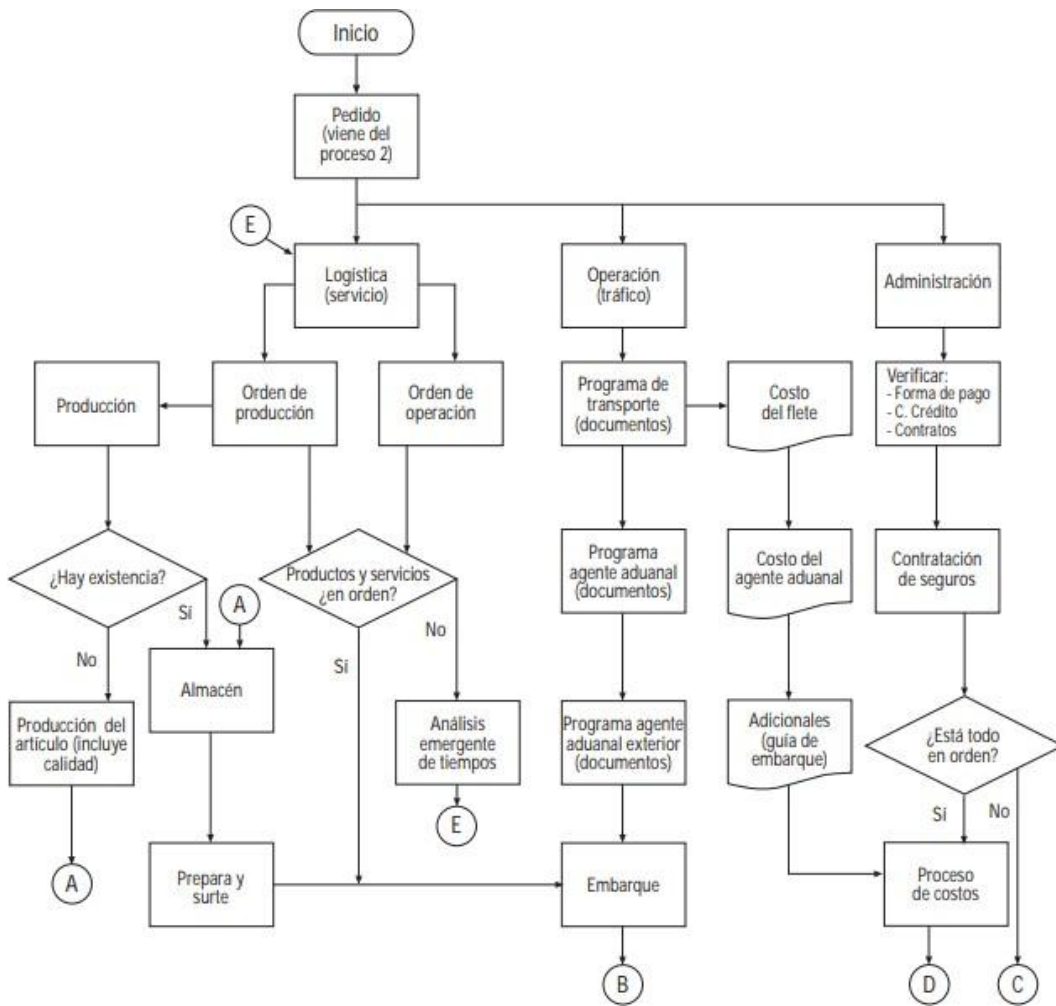 Inicio
Pedido
(viene del
proceso 2)
E
Logística
(servicio)
Operación
(tráfico)
Administración
Producción
Orden de
producción
Orden de
operación
Programa de
transporte
(documentos)
Costo
del flete
Verificar:
- Forma de pago
- C. Crédito
- Contratos
¿Hay existencia?
Sí
No
Productos y servicios
¿en orden?
Sí
No
Programa
agente aduanal
(documentos)
Costo del
agente aduanal
Contratación
de seguros
A
Almacén
Producción del
artículo (incluye
calidad)
Análisis
emergente
de tiempos
Programa agente
aduanal exterior
(documentos)
Adicionales
(guía de
embarque)
¿Está todo
en orden?
Sí
No
E
A
Prepara y
surte
Embarque
Proceso
de costos
B
D
C